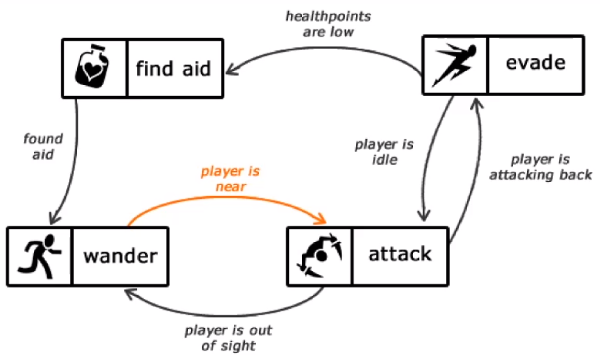 healthpoints
are low
find aid
evade
found
aid
player is
idle
player is
attacking back
player is
near
wander
attack
player is out
of sight